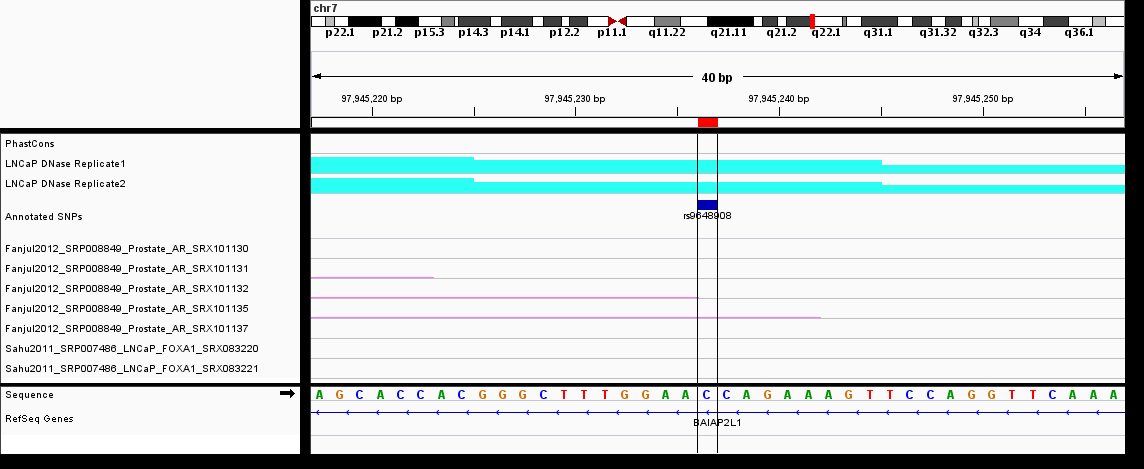 chr7
p22.1 p21.2 p15.3 p14.3 p14.1 p12.2 p11.1 q11.22 q21.11 q21.2 q22.1 q31.1 q31.32 q32.3 q34 q36.1
40 bp
97,945,220 bp 97,945,230 bp 97,945,240 bp 97,945,250 bp
PhastCons
LNCaP DNase Replicate1
LNCaP DNase Replicate2
Annotated SNPs
rs9648908
Fanjul2012_SRP008849_Prostate_AR_SRX101130
Fanjul2012_SRP008849_Prostate_AR_SRX101131
Fanjul2012_SRP008849_Prostate_AR_SRX101132
Fanjul2012_SRP008849_Prostate_AR_SRX101135
Fanjul2012_SRP008849_Prostate_AR_SRX101137
Sahu2011_SRP007486_LNCaP_FOXA1_SRX083220
Sahu2011_SRP007486_LNCaP_FOXA1_SRX083221
Sequence A G C A C C A C G G G C T T T G G A A C C A G A A A G T T C C A G G T T C A A A
RefSeq Genes
BAIAP2L1